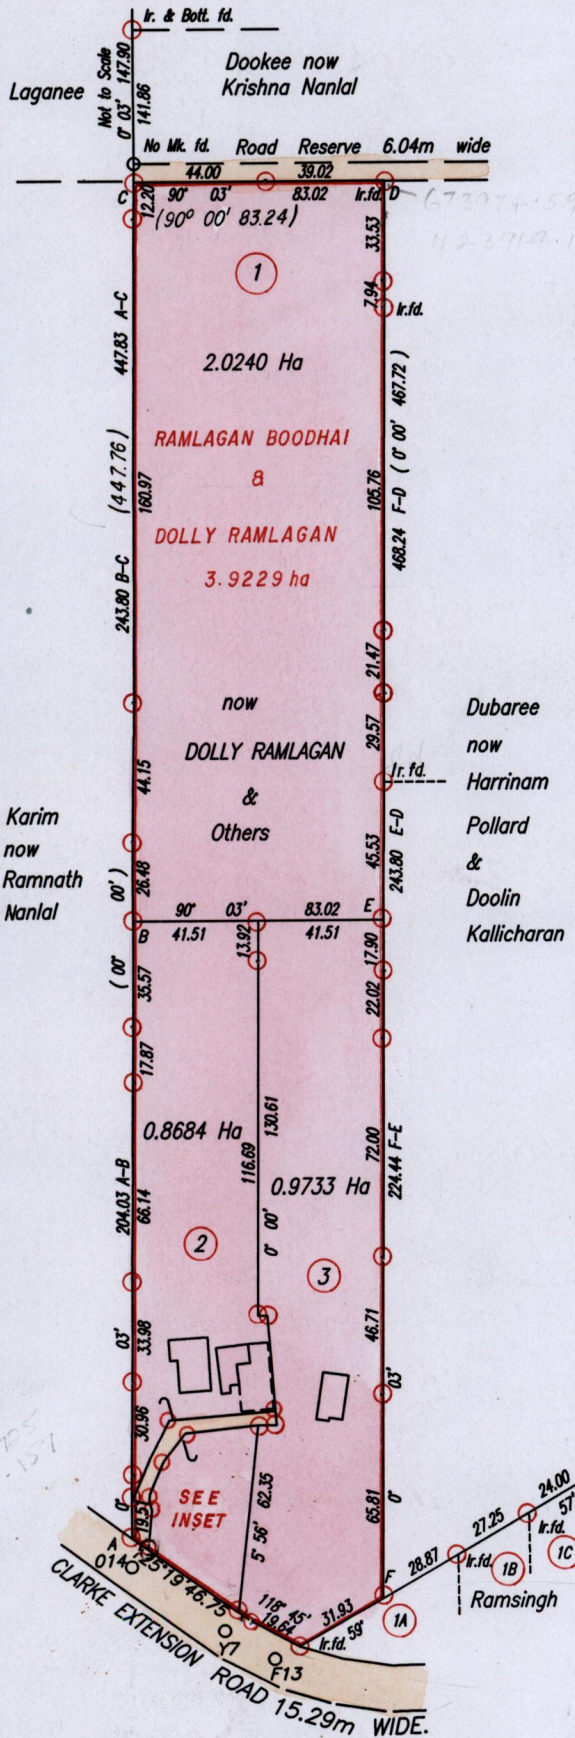 Ir. & Bott. fd.
Laganee
Not to Scale
0° 03' 147.90
141.86
Dookee now
Krishna Nanlal
No Mk. fd. Road Reserve 6.04m wide
44.00 39.02
C 90° 03' 83.02 Ir.fd. D
12.20
(90° 00' 83.24)
33.53
7.94
Ir.fd.
1
447.83 A-C
2.0240 Ha
468.24 F-D (0° 00' 467.72)
RAMLAGAN BOODHAI
&
DOLLY RAMLAGAN
3.9229 ha
(447.76)
160.97
105.76
243.80 B-C
21.47
now
29.57
DOLLY RAMLAGAN
&
Others
Dubaree
now
Harrinam
Pollard
&
Doolin
Kallicharan
Ir.fd.
44.15
45.53
243.80 E-D
Karim
now
Ramnath
Nanlal
26.48
00')
B 90° 03' 83.02 E
41.51 41.51
13.92
17.90
(00°
35.57
22.02
17.87
0.8684 Ha
130.61
116.69
0° 00'
0.9733 Ha
72.00
224.44 F-E
204.03 A-B
66.14
2
3
03'
33.98
46.71
03'
30.96
0°
SEE
INSET
62.35
5° 56'
65.81
0°
A
014
125° 19' 46.75
118° 45'
19.64
Ir.fd.
31.93
59'
F
28.87
27.25
24.00
57'
Ir.fd.
Ir.fd.
1A
1B
1C
Ramsingh
F13
CLARKE EXTENSION ROAD 15.29m WIDE.